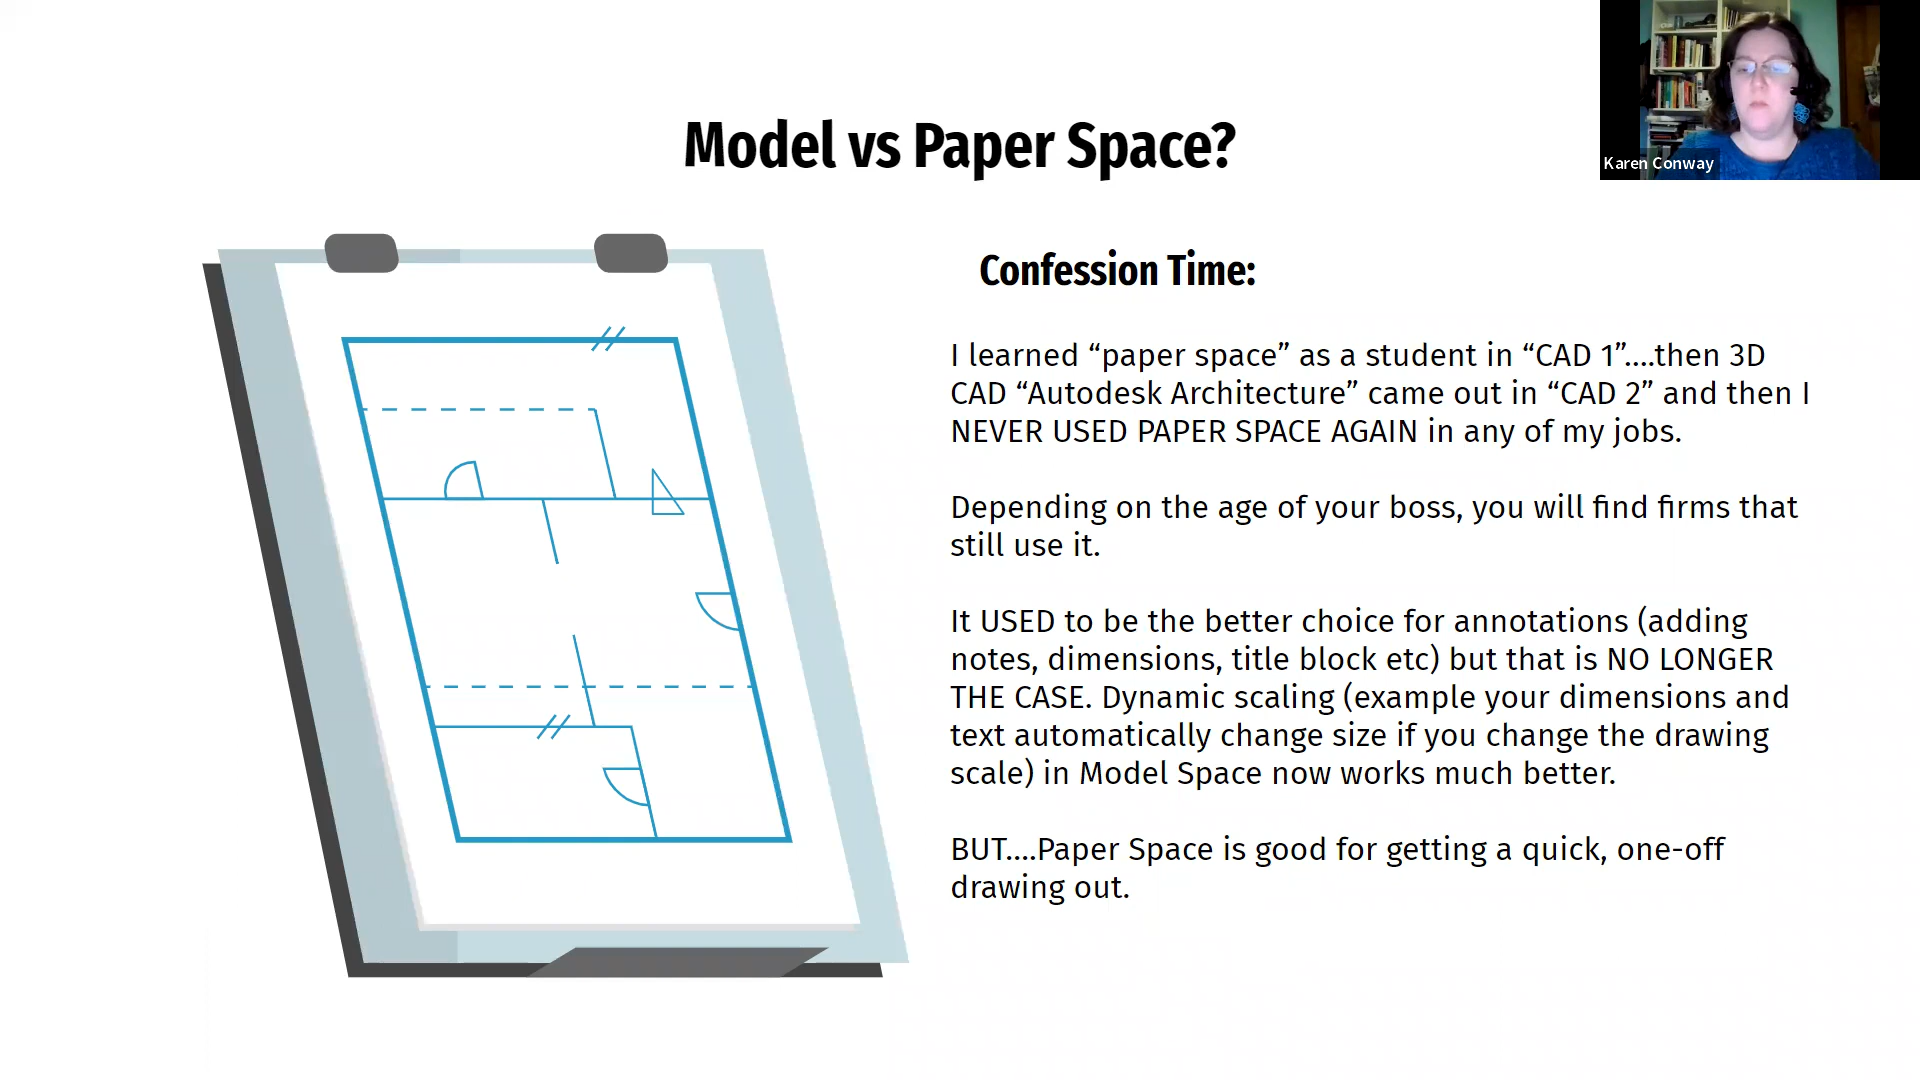 Karen Conway
Model vs Paper Space?
Confession Time:
I learned “paper space” as a student in “CAD 1”....then 3D
CAD “Autodesk Architecture” came out in “CAD 2” and then I
NEVER USED PAPER SPACE AGAIN in any of my jobs.
Depending on the age of your boss, you will find firms that
still use it.
It USED to be the better choice for annotations (adding
notes, dimensions, title block etc) but that is NO LONGER
THE CASE. Dynamic scaling (example your dimensions and
text automatically change size if you change the drawing
scale) in Model Space now works much better.
BUT....Paper Space is good for getting a quick, one-off
drawing out.